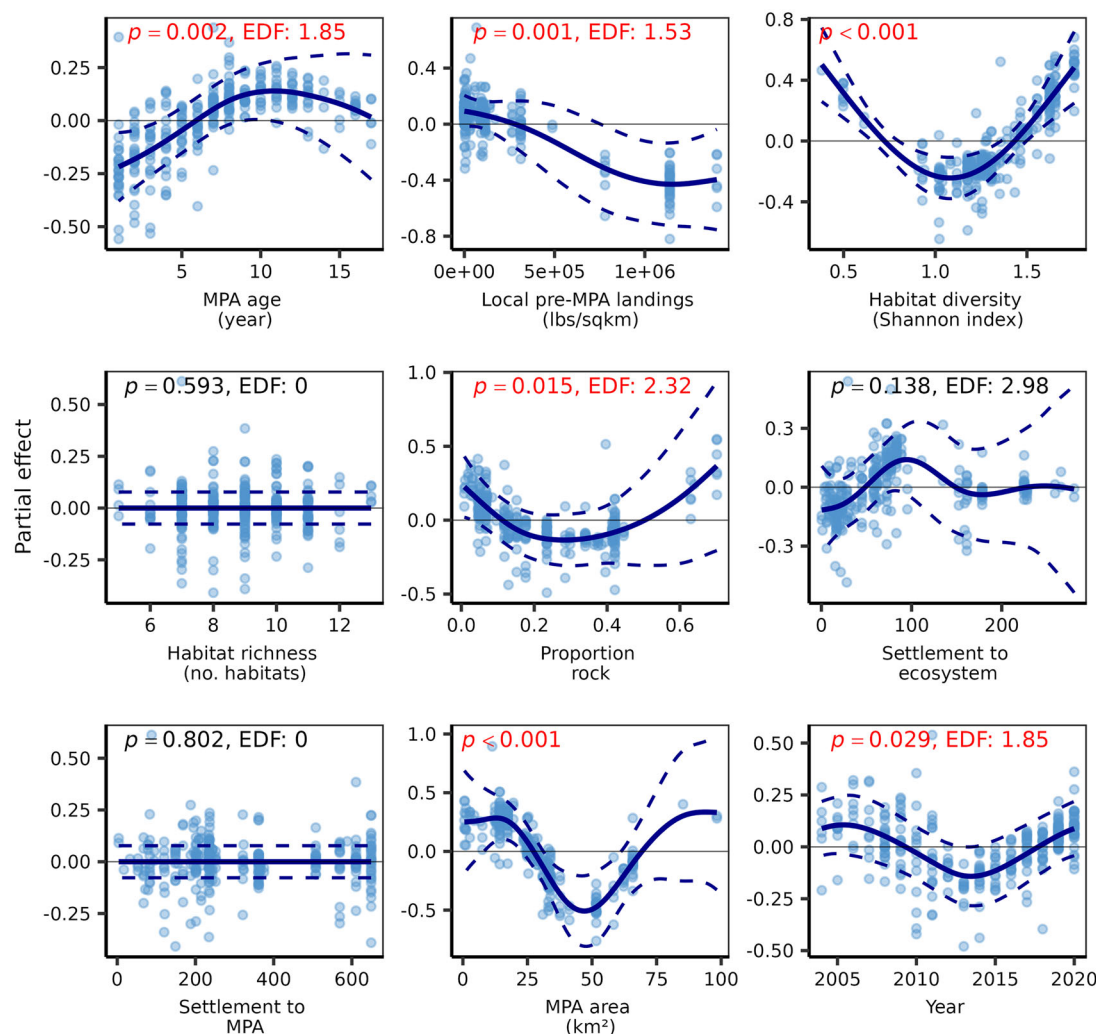 p = 0.002, EDF: 1.85
0.25
0.00
-0.25
-0.50
5
10
15
MPA age
(year)
p = 0.001, EDF: 1.53
0.4
0.0
-0.4
-0.8
0e+00
5e+05
1e+06
Local pre-MPA landings
(lbs/sqkm)
p < 0.001
0.8
0.4
-0.0
-0.4
0.5
1.0
1.5
Habitat diversity
(Shannon index)
Partial effect
p = 0.593, EDF: 0
0.50
0.25
0.00
-0.25
6
8
10
12
Habitat richness
(no. habitats)
p = 0.015, EDF: 2.32
1.0
0.5
0.0
-0.5
0.0
0.2
0.4
0.6
Proportion
rock
p = 0.138, EDF: 2.98
0.3
0.0
-0.3
0
100
200
Settlement to
ecosystem
p = 0.802, EDF: 0
0.50
0.25
0.00
-0.25
0
200
400
600
Settlement to
MPA
p < 0.001
1.0
0.5
0.0
-0.5
0
25
50
75
100
MPA area
(km²)
p = 0.029, EDF: 1.85
0.50
0.25
0.00
-0.25
-0.50
2005
2010
2015
2020
Year